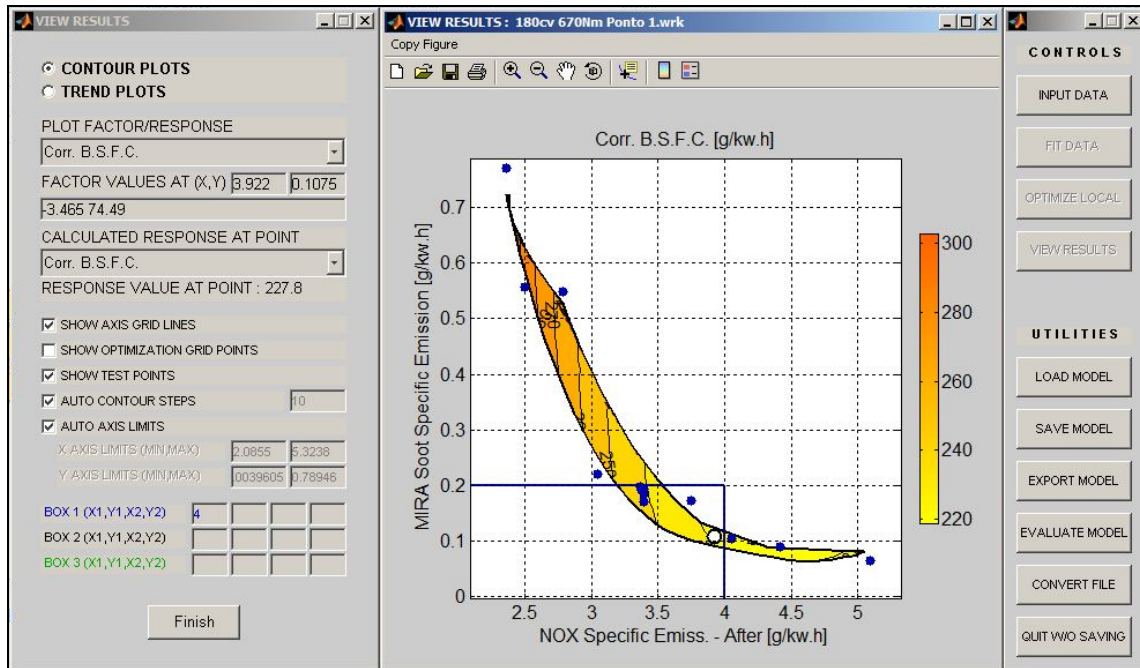 VIEW RESULTS
CONTOUR PLOTS
TREND PLOTS
PLOT FACTOR/RESPONSE
Corr. B.S.F.C.
FACTOR VALUES AT (X,Y) 3.922 0.1075
-3.465 74.49
CALCULATED RESPONSE AT POINT
Corr. B.S.F.C.
RESPONSE VALUE AT POINT : 227.8
SHOW AXIS GRID LINES
SHOW OPTIMIZATION GRID POINTS
SHOW TEST POINTS
AUTO CONTOUR STEPS 10
AUTO AXIS LIMITS
X AXIS LIMITS (MIN,MAX) 2.0855 5.3238
Y AXIS LIMITS (MIN,MAX) 0039605 0.78946
BOX 1 (X1,Y1,X2,Y2) 4
BOX 2 (X1,Y1,X2,Y2)
BOX 3 (X1,Y1,X2,Y2)
Finish
VIEW RESULTS : 180cv 670Nm Ponto 1.wrk
Copy Figure
Corr. B.S.F.C. [g/kw.h]
MIRA Soot Specific Emission [g/kw.h]
0.7
0.6
0.5
0.4
0.3
0.2
0.1
0
270
250
2.5 3 3.5 4 4.5 5
NOX Specific Emiss. - After [g/kw.h]
300
280
260
240
220
CONTROLS
INPUT DATA
FIT DATA
OPTIMIZE LOCAL
VIEW RESULTS
UTILITIES
LOAD MODEL
SAVE MODEL
EXPORT MODEL
EVALUATE MODEL
CONVERT FILE
QUIT W/O SAVING